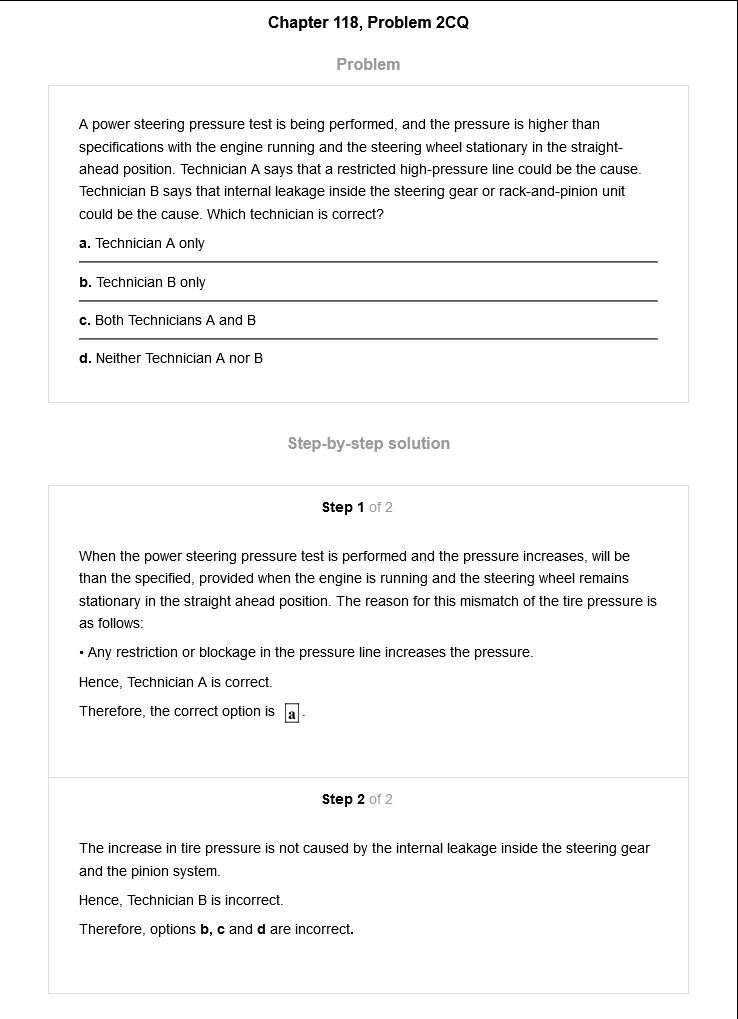 Chapter 118, Problem 2CQ
Problem
A power steering pressure test is being performed, and the pressure is higher than
specifications with the engine running and the steering wheel stationary in the straight-
ahead position. Technician A says that a restricted high-pressure line could be the cause.
Technician B says that internal leakage inside the steering gear or rack-and-pinion unit
could be the cause. Which technician is correct?
a. Technician A only
b. Technician B only
c. Both Technicians A and B
d. Neither Technician A nor B
Step-by-step solution
Step 1 of 2
When the power steering pressure test is performed and the pressure increases, will be
than the specified, provided when the engine is running and the steering wheel remains
stationary in the straight ahead position. The reason for this mismatch of the tire pressure is
as follows:
• Any restriction or blockage in the pressure line increases the pressure.
Hence, Technician A is correct.
Therefore, the correct option is a.
Step 2 of 2
The increase in tire pressure is not caused by the internal leakage inside the steering gear
and the pinion system.
Hence, Technician B is incorrect.
Therefore, options b, c and d are incorrect.